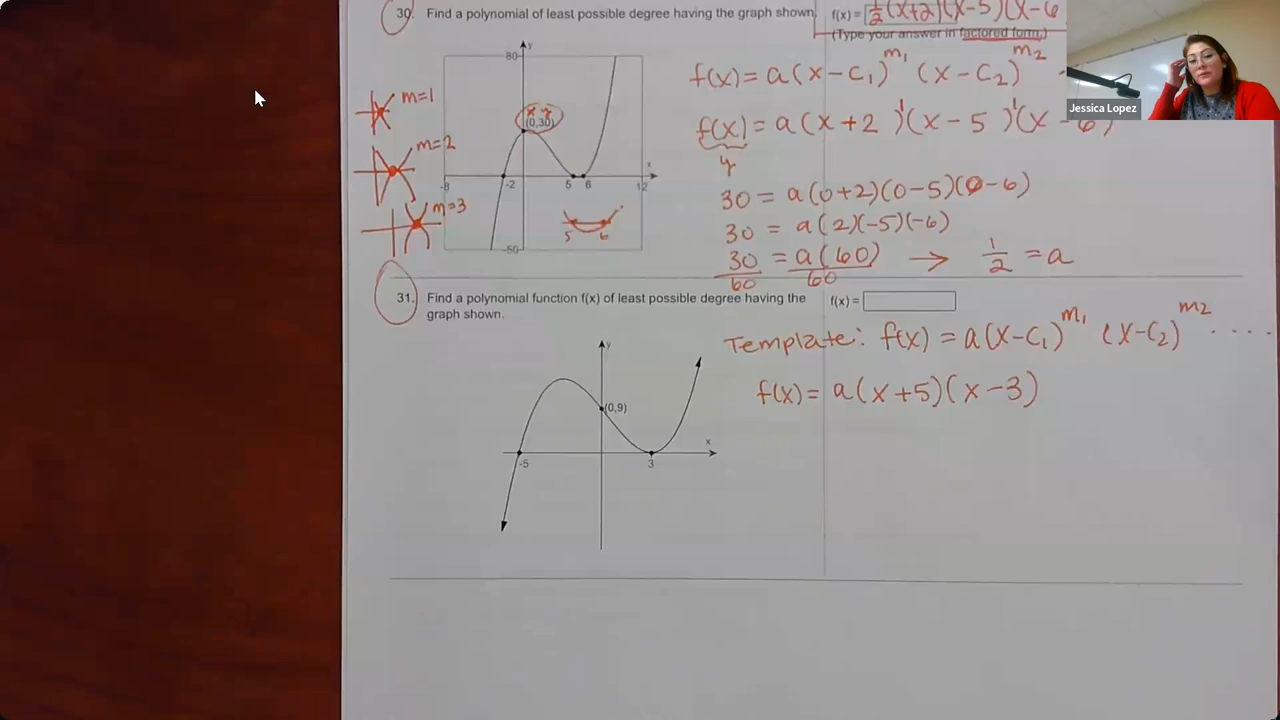 30. Find a polynomial of least possible degree having the graph shown.
f(x) = 1/2 (x+2)(x-5)(x-6
(Type your answer in factored form.)
f(x) = a(x-c₁)^m₁ (x-c₂)^m₂
Jessica Lopez
f(x) = a(x+2)^1(x-5)^1(x-6)
y
30 = a(0+2)(0-5)(0-6)
30 = a(2)(-5)(-6)
30 = a(60) → 1/2 = a
60 60
m=1
m=2
m=3
80
y
x y
(0,30)
x
-8 -2 5 6 12
5 6
-50
31. Find a polynomial function f(x) of least possible degree having the
graph shown.
f(x) =
Template: f(x) = a(x-c₁)^m₁ (x-c₂)^m₂ ....
f(x) = a(x+5)(x-3)
y
(0,9)
x
-5 3